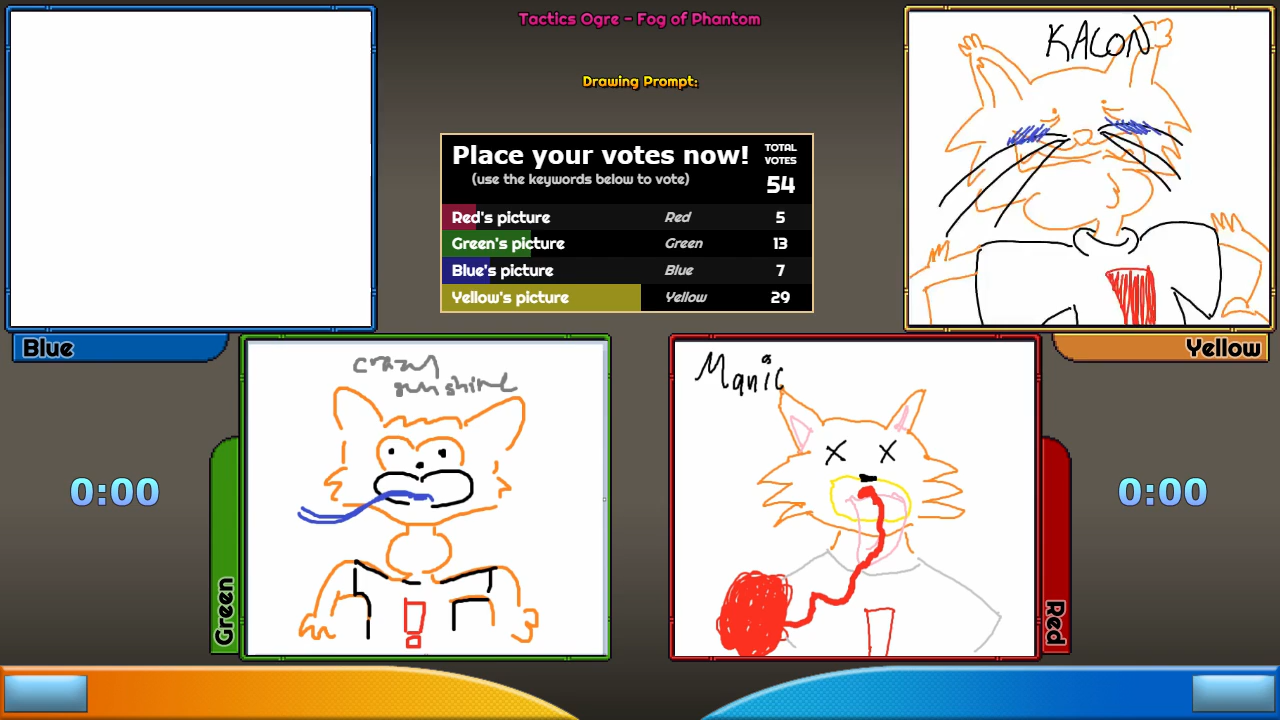 Tactics Ogre - Fog of Phantom
Drawing Prompt:
KACON
Place your votes now!
TOTAL VOTES
(use the keywords below to vote)
54
Red's picture Red 5
Green's picture Green 13
Blue's picture Blue 7
Yellow's picture Yellow 29
Blue
Yellow
crazy
sunshine
Manic
!
0:00
0:00
Green
Red